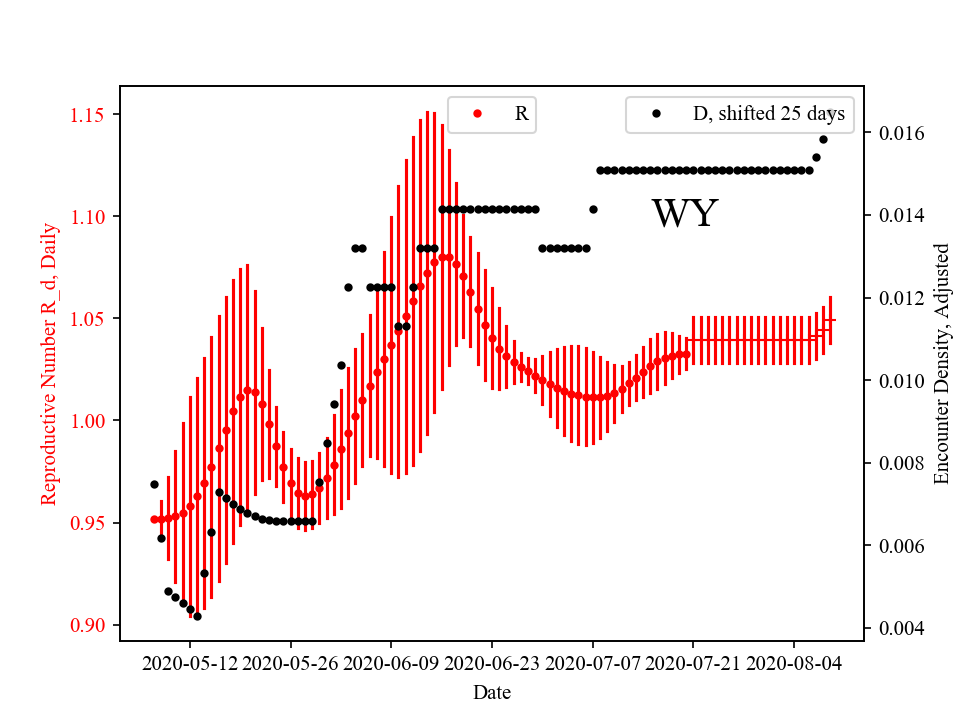 R
D, shifted 25 days
WY
Reproductive Number R_d, Daily
1.15
1.10
1.05
1.00
0.95
0.90
Encounter Density, Adjusted
0.016
0.014
0.012
0.010
0.008
0.006
0.004
2020-05-12 2020-05-26 2020-06-09 2020-06-23 2020-07-07 2020-07-21 2020-08-04
Date